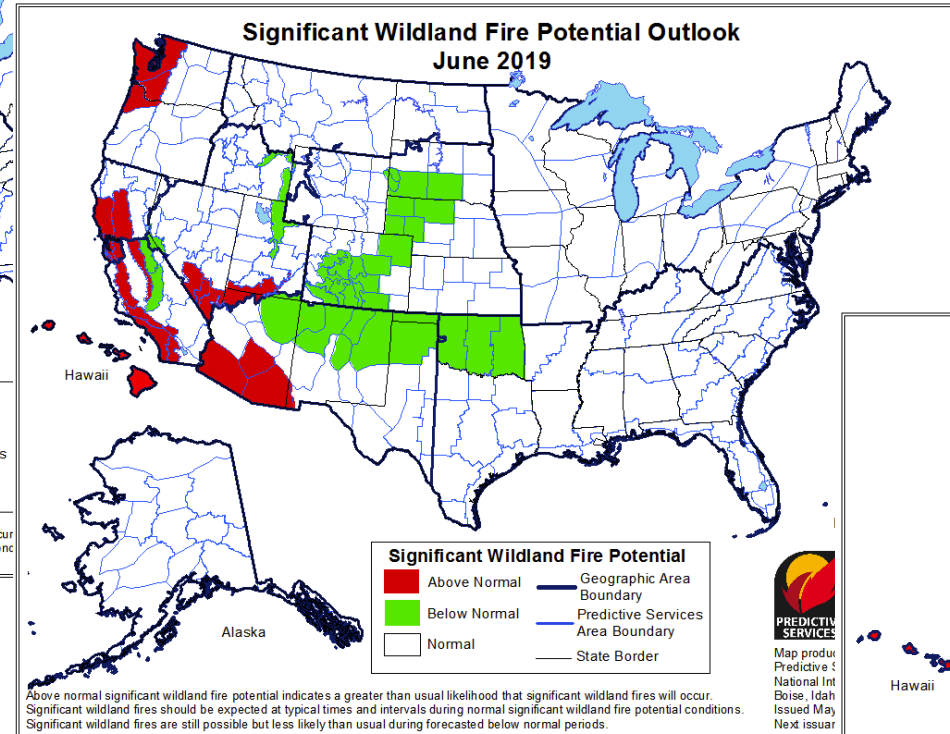 Significant Wildland Fire Potential Outlook
June 2019
Hawaii
Alaska
Significant Wildland Fire Potential
Above Normal
Below Normal
Normal
Geographic Area
Boundary
Predictive Services
Area Boundary
State Border
Above normal significant wildland fire potential indicates a greater than usual likelihood that significant wildland fires will occur.
Significant wildland fires should be expected at typical times and intervals during normal significant wildland fire potential conditions.
Significant wildland fires are still possible but less likely than usual during forecasted below normal periods.
PREDICTIV
SERVICES
Map produc
Predictive S
National Int
Boise, Idah
Issued May
Next issuar
Hawaii